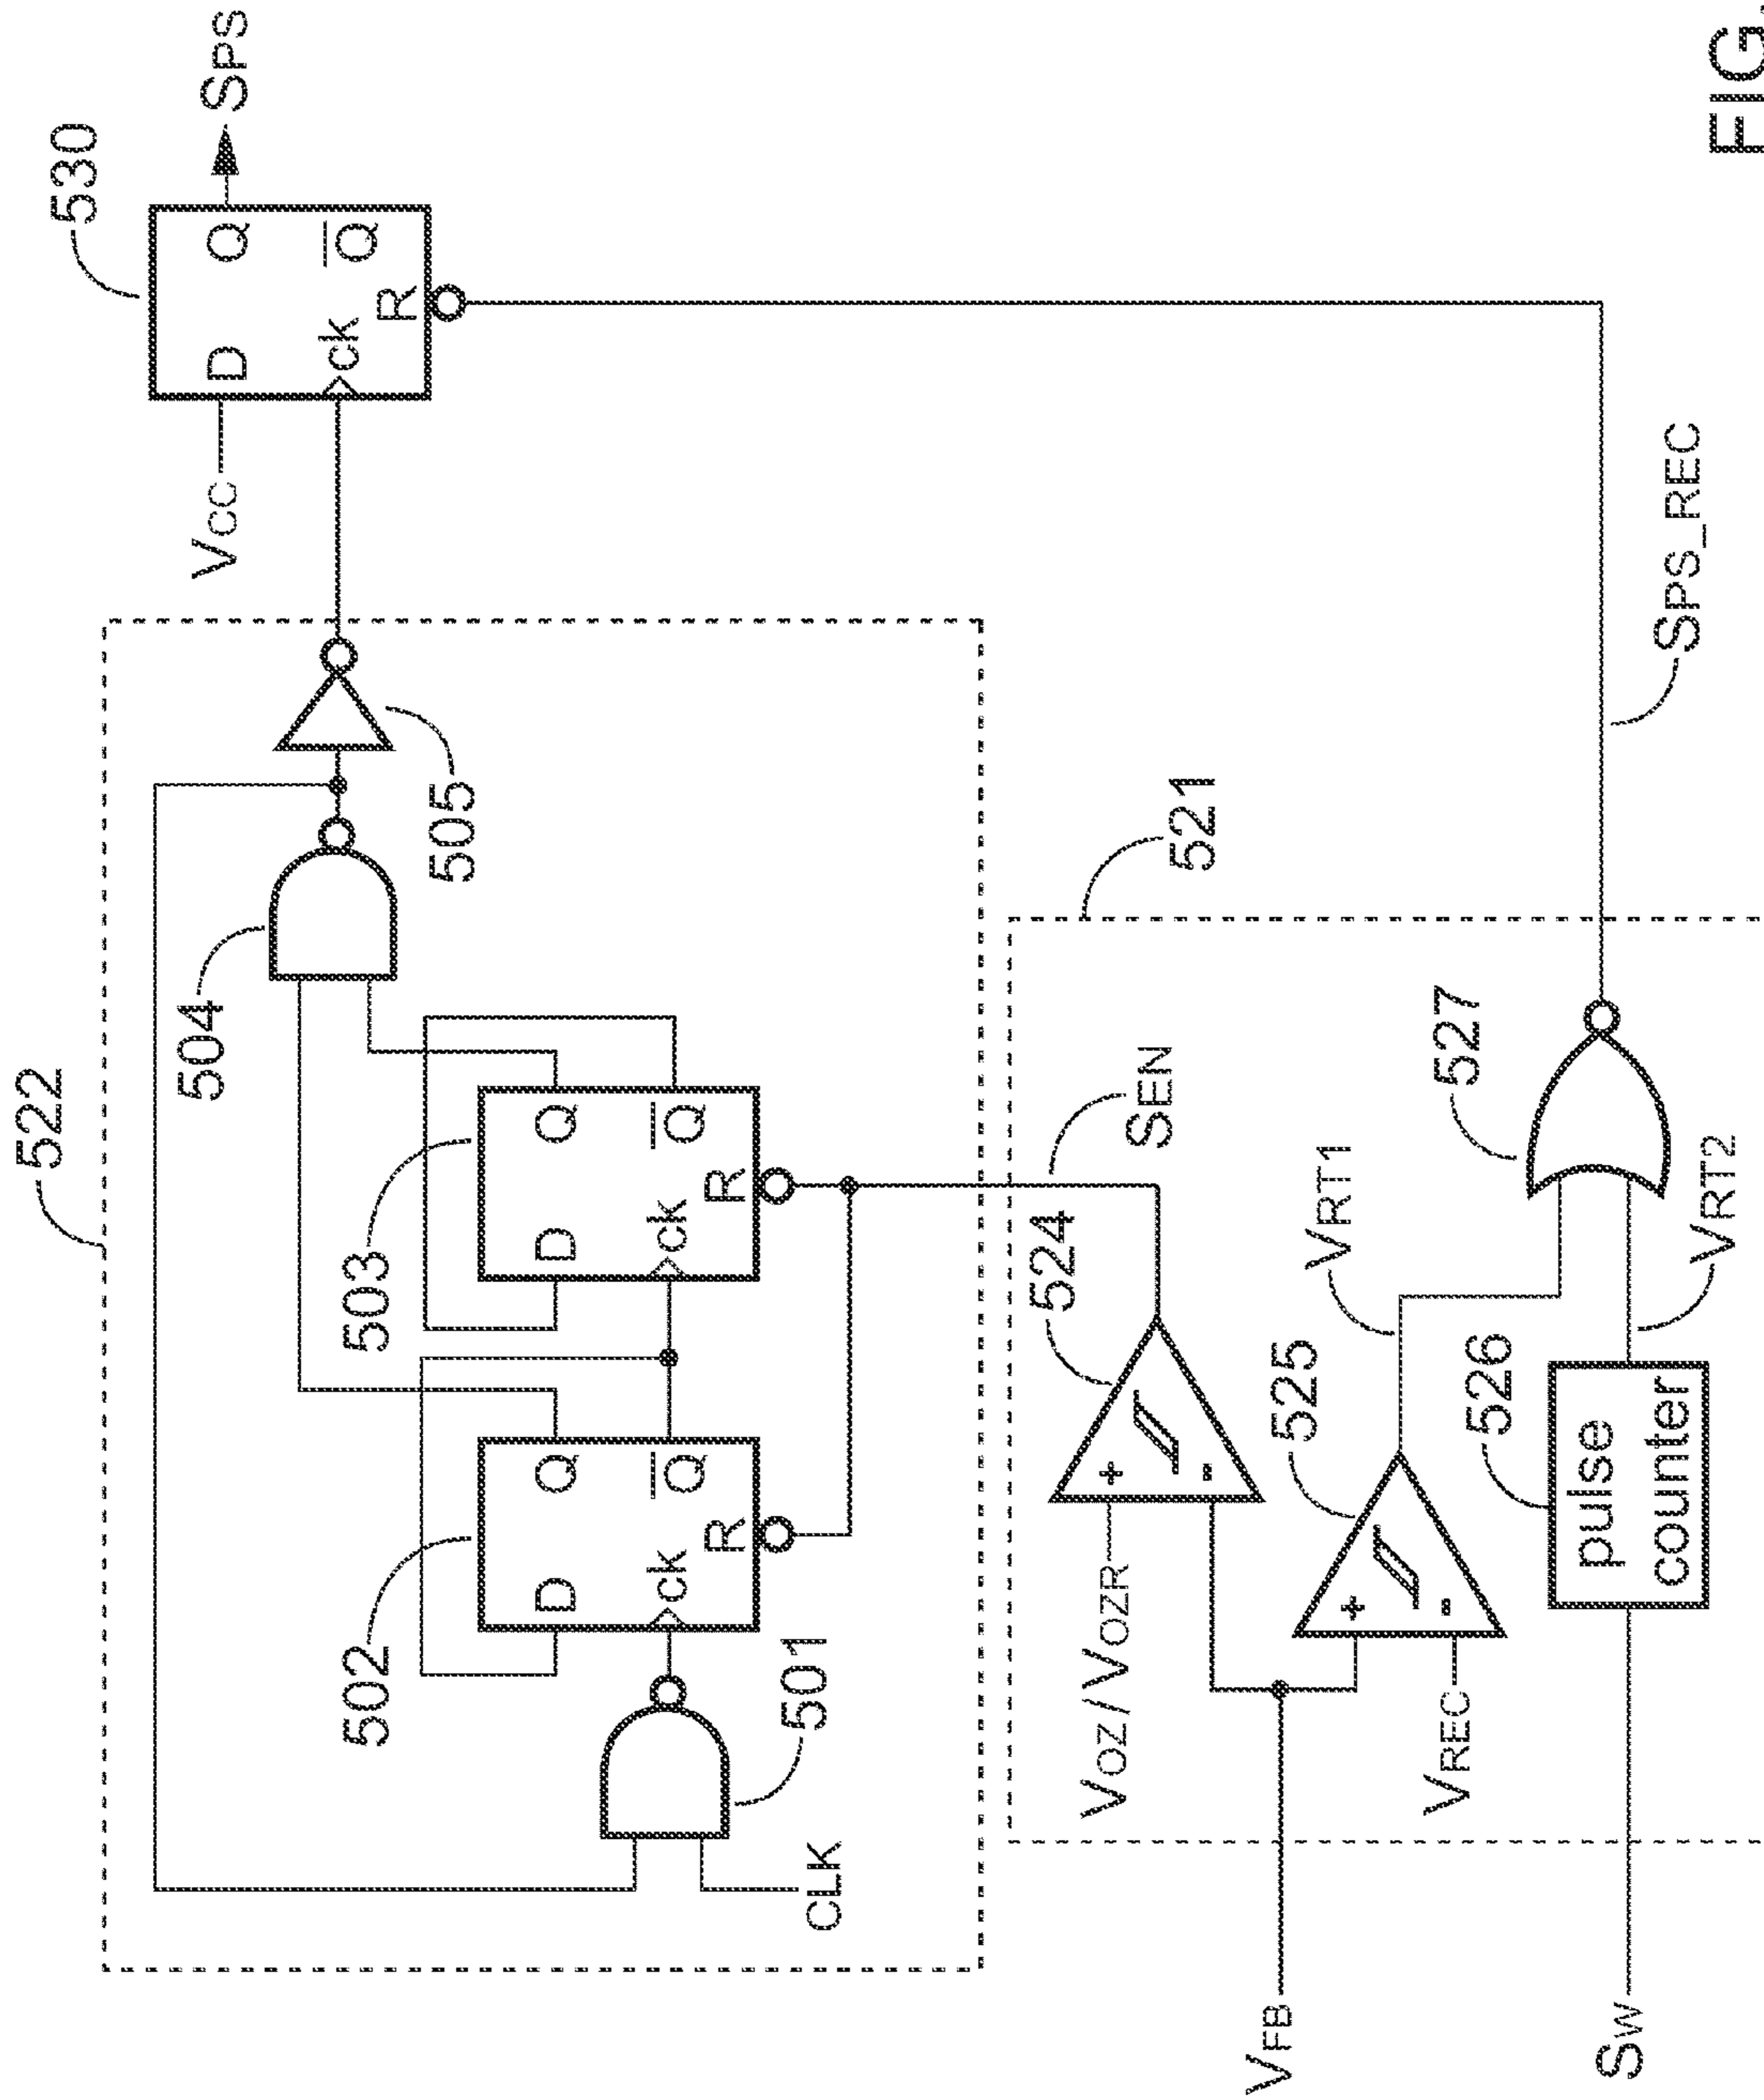 522
530
504
505
503
502
501
VCC
D
Q
Q
ck
R
SPS
D
Q
Q
ck
R
D
Q
Q
ck
R
CLK
521
SEN
524
+
-
VOZ/VOZR
525
+
-
VREC
VRT1
527
526
pulse
counter
VRT2
VFB
SW
SPS_REC
FIG.